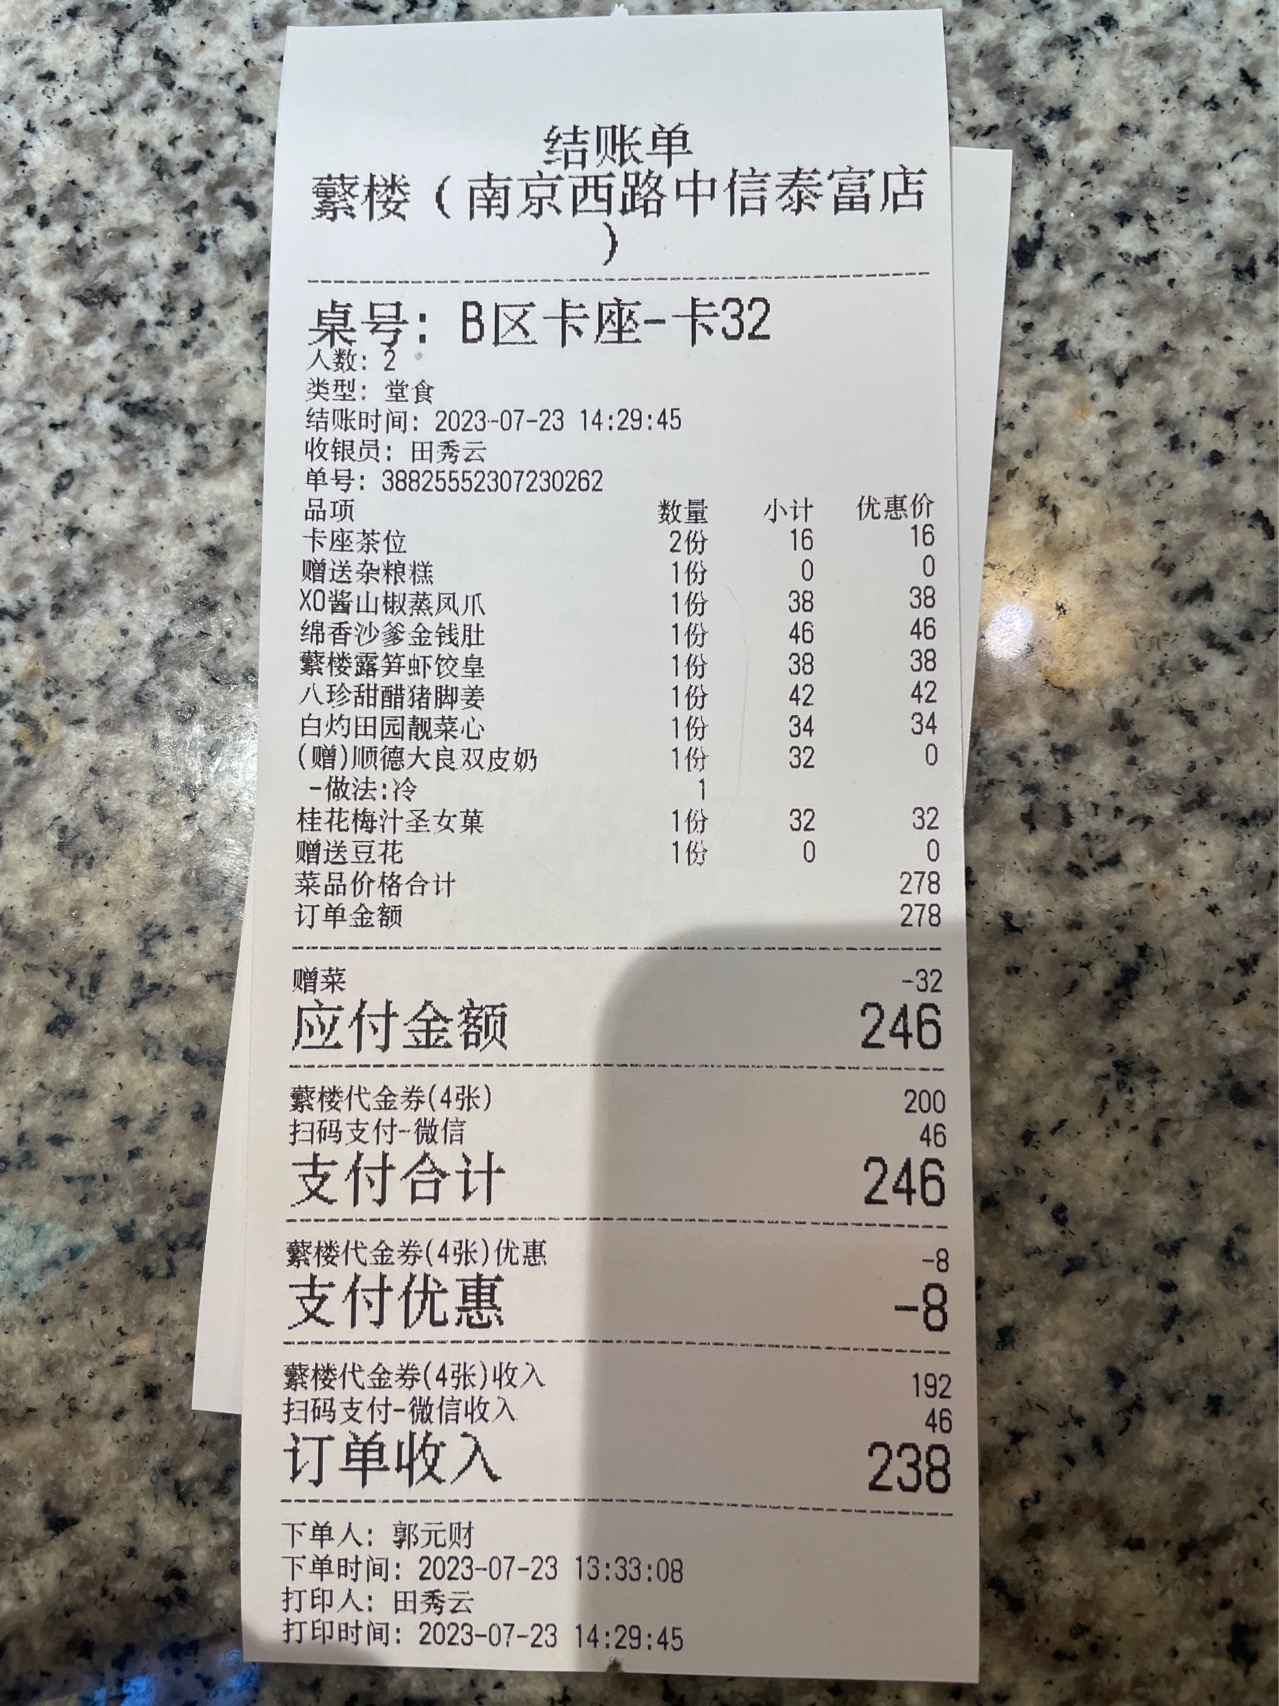 结账单
蘩楼（南京西路中信泰富店
）
桌号：B区卡座-卡32
人数：2
类型：堂食
结账时间：2023-07-23 14:29:45
收银员：田秀云
单号：388255552307230262
品项 数量 小计 优惠价
卡座茶位 2份 16 16
赠送杂粮糕 1份 0 0
XO酱山椒蒸凤爪 1份 38 38
绵香沙爹金钱肚 1份 46 46
蘩楼露笋虾饺皇 1份 38 38
八珍甜醋猪脚姜 1份 42 42
白灼田园靓菜心 1份 34 34
(赠)顺德大良双皮奶 1份 32 0
-做法:冷 1
桂花梅汁圣女菓 1份 32 32
赠送豆花 1份 0 0
菜品价格合计 278
订单金额 278
赠菜 -32
应付金额 246
蘩楼代金券(4张) 200
扫码支付-微信 46
支付合计 246
蘩楼代金券(4张)优惠 -8
支付优惠 -8
蘩楼代金券(4张)收入 192
扫码支付-微信收入 46
订单收入 238
下单人：郭元财
下单时间：2023-07-23 13:33:08
打印人：田秀云
打印时间：2023-07-23 14:29:45